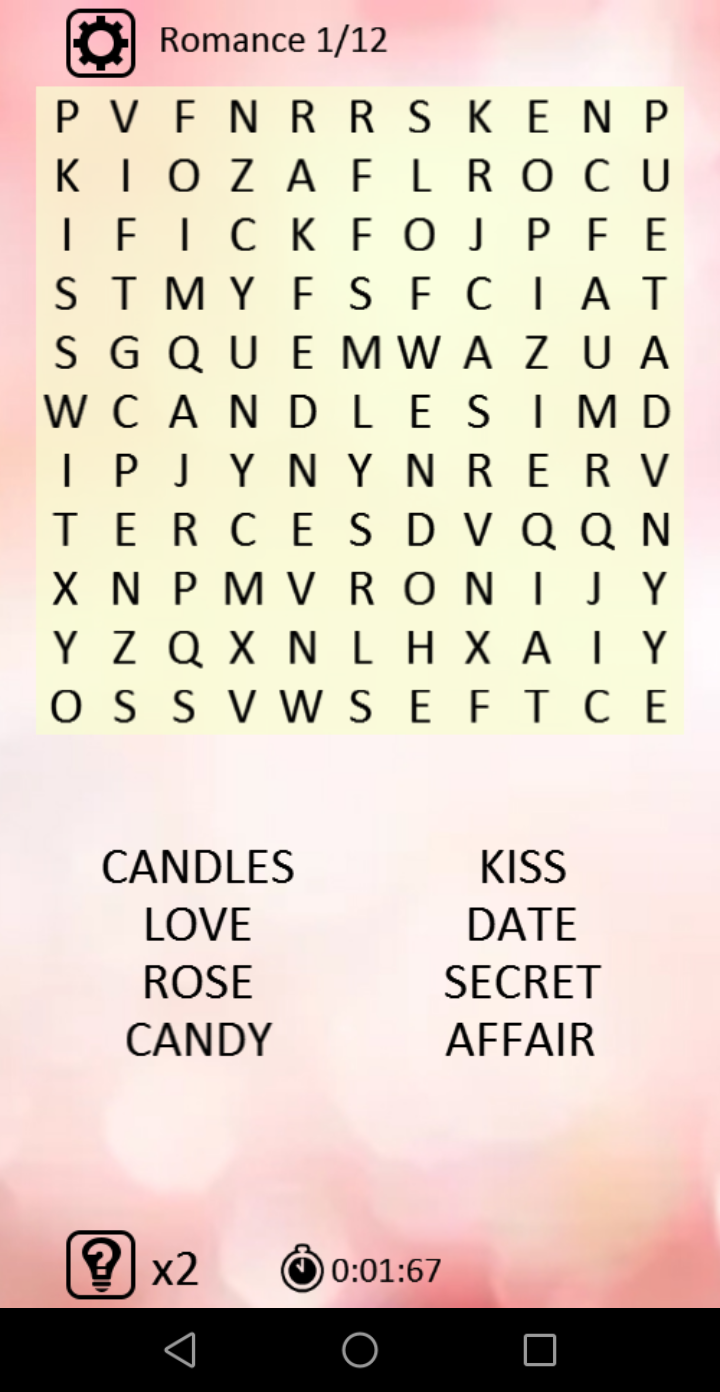 Romance 1/12
P V F N R R S K E N P
K I O Z A F L R O C U
I F I C K F O J P F E
S T M Y F S F C I A T
S G Q U E M W A Z U A
W C A N D L E S I M D
I P J Y N Y N R E R V
T E R C E S D V Q Q N
X N P M V R O N I J Y
Y Z Q X N L H X A I Y
O S S V W S E F T C E
CANDLES KISS
LOVE DATE
ROSE SECRET
CANDY AFFAIR
x2 0:01:67